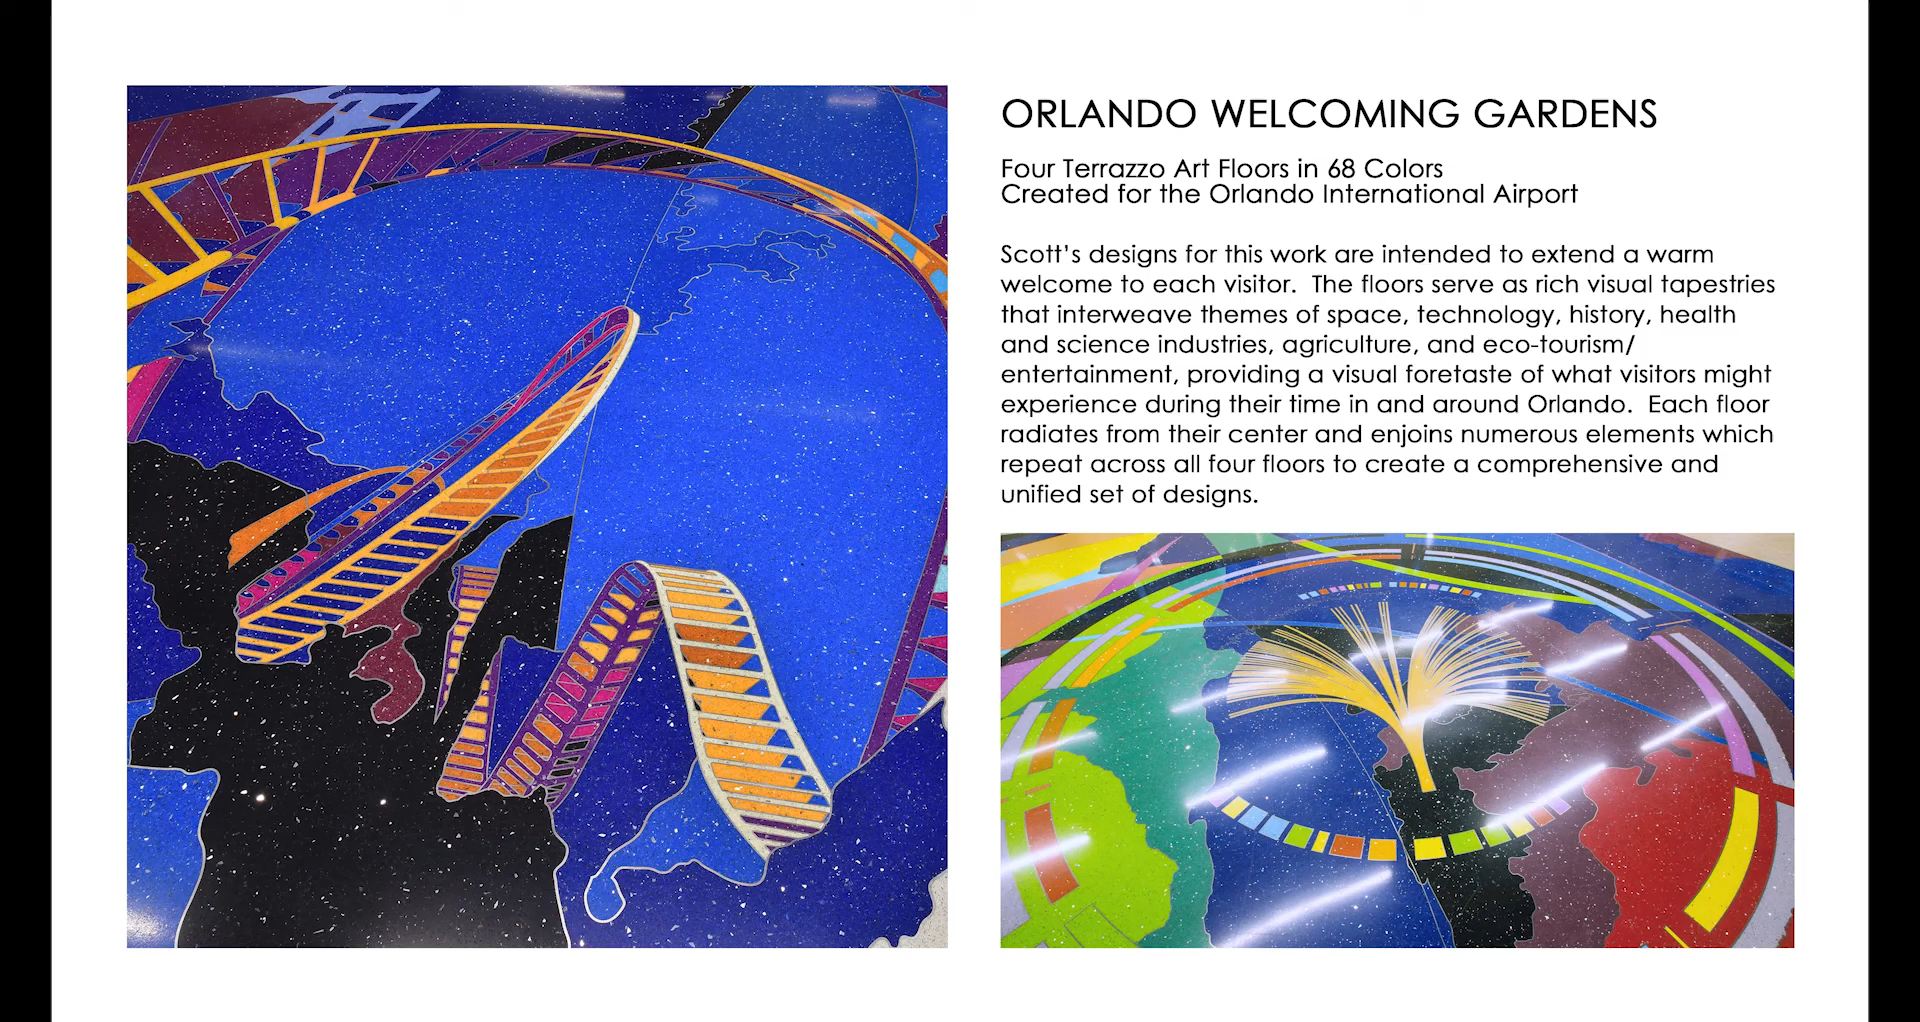 ORLANDO WELCOMING GARDENS
Four Terrazzo Art Floors in 68 Colors
Created for the Orlando International Airport
Scott's designs for this work are intended to extend a warm
welcome to each visitor.  The floors serve as rich visual tapestries
that interweave themes of space, technology, history, health
and science industries, agriculture, and eco-tourism/
entertainment, providing a visual foretaste of what visitors might
experience during their time in and around Orlando.  Each floor
radiates from their center and enjoins numerous elements which
repeat across all four floors to create a comprehensive and
unified set of designs.